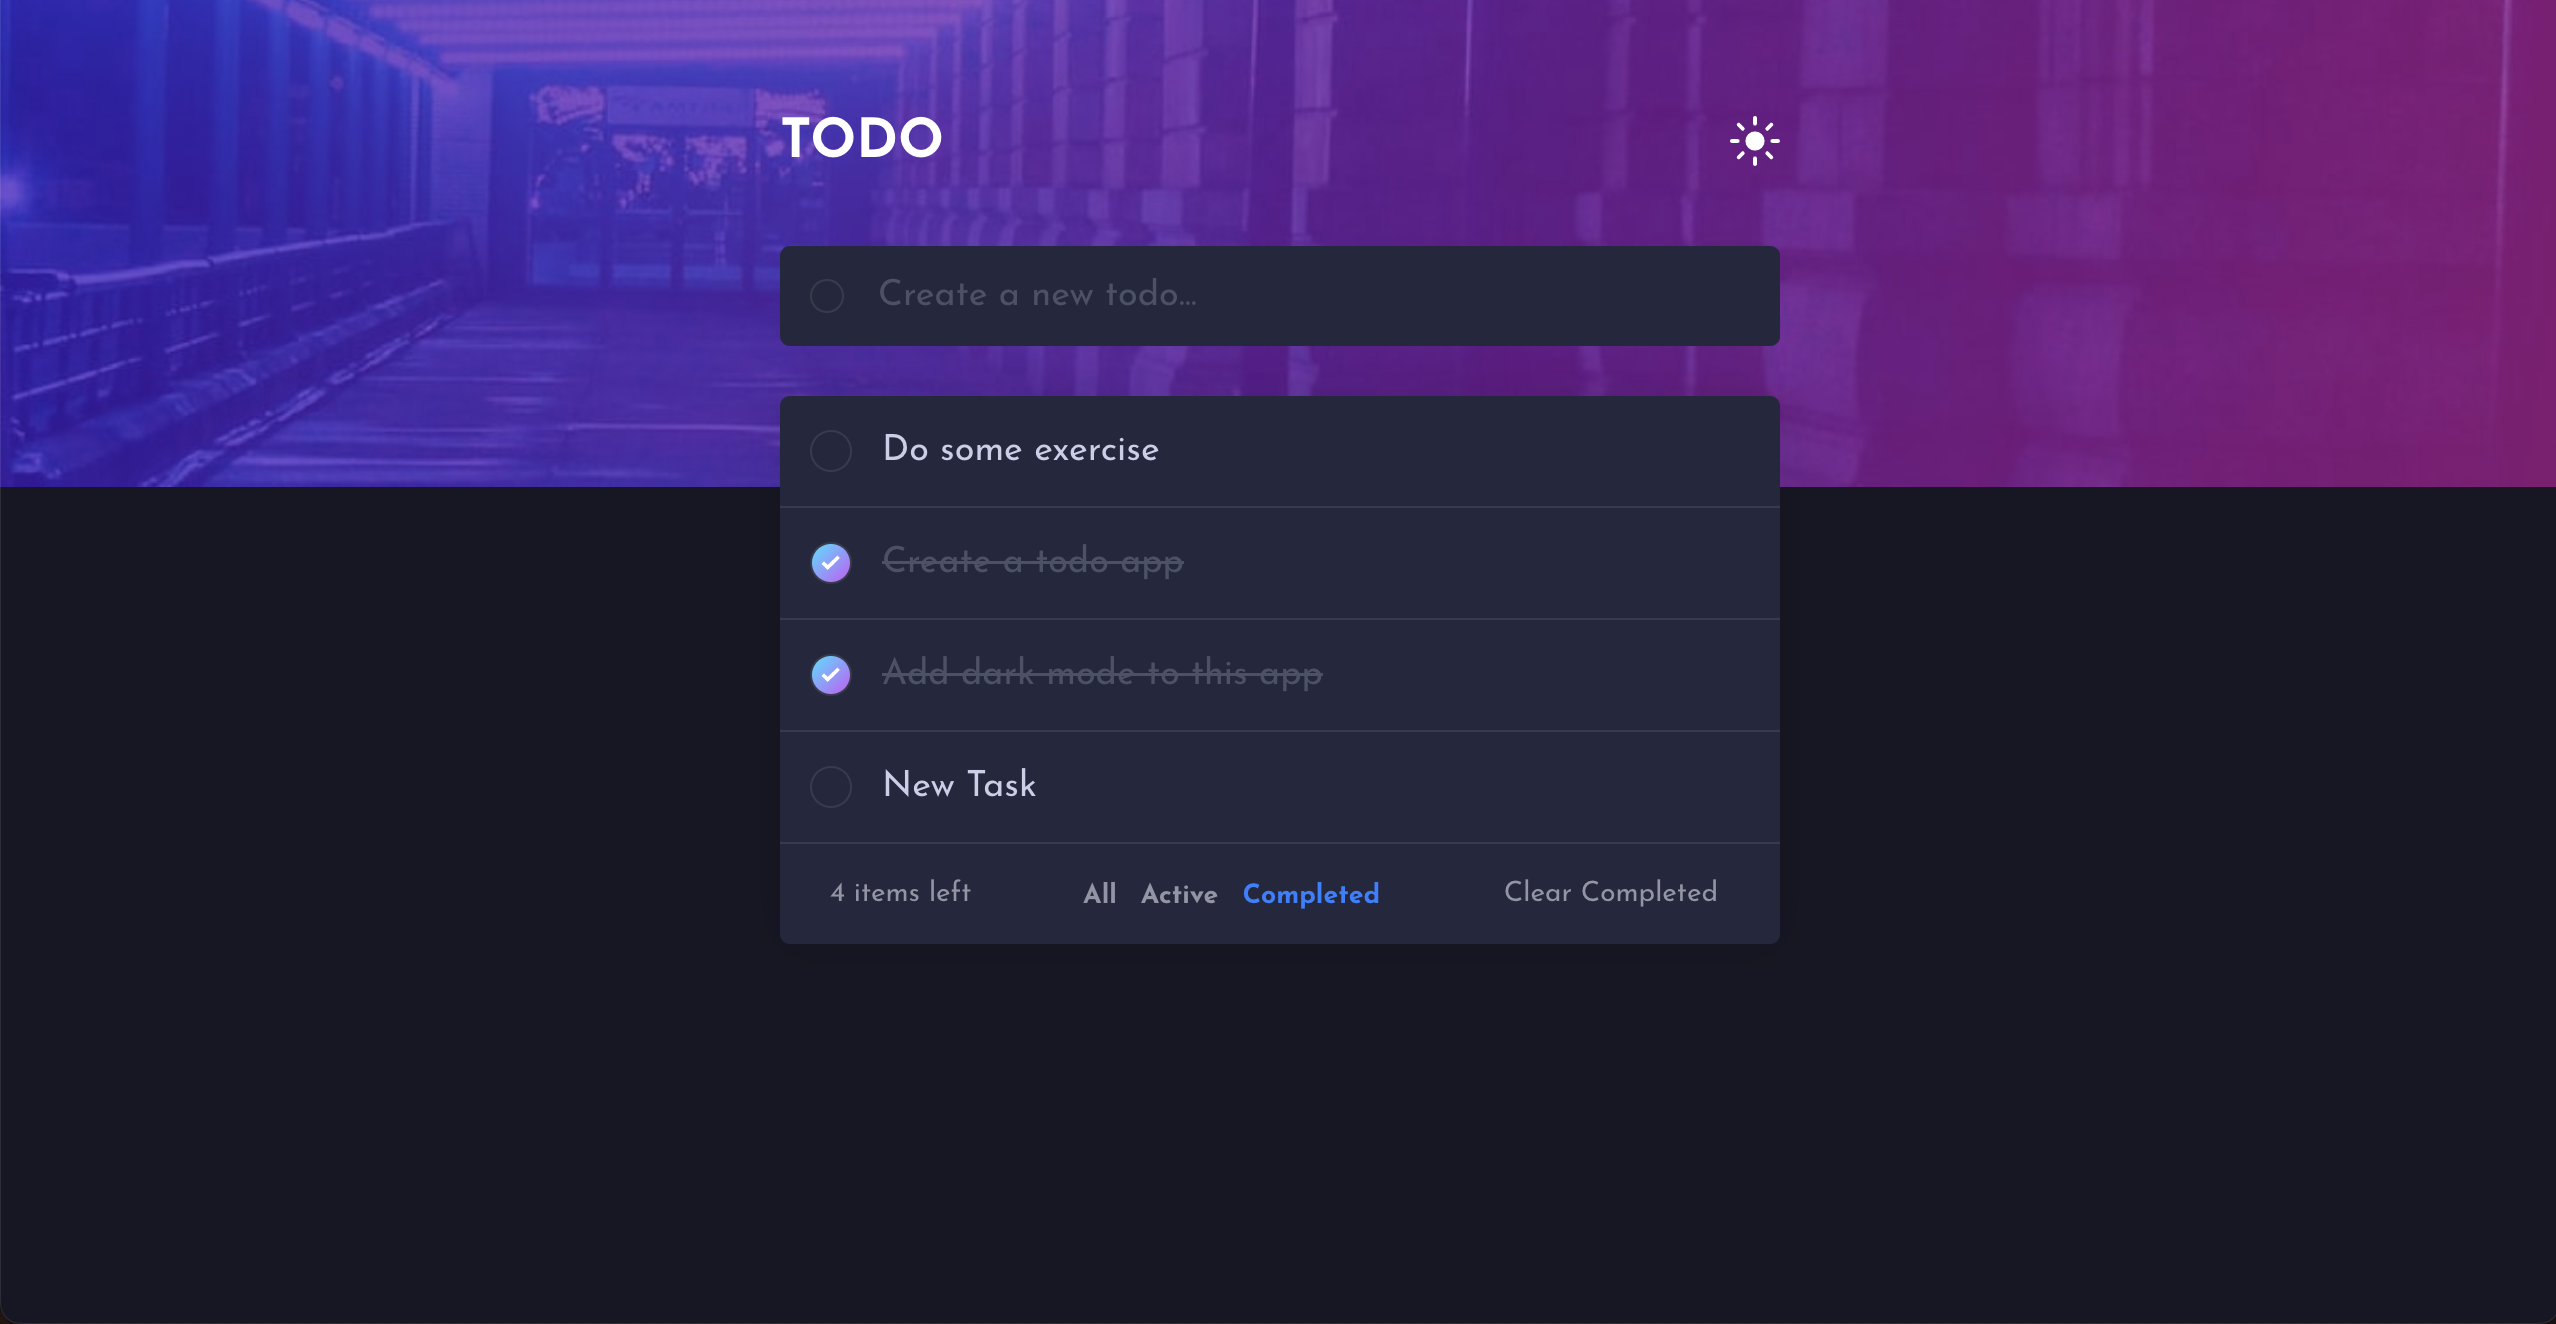 TODO
Create a new todo...
Do some exercise
Create a todo app
Add dark mode to this app
New Task
4 items left
All Active Completed
Clear Completed